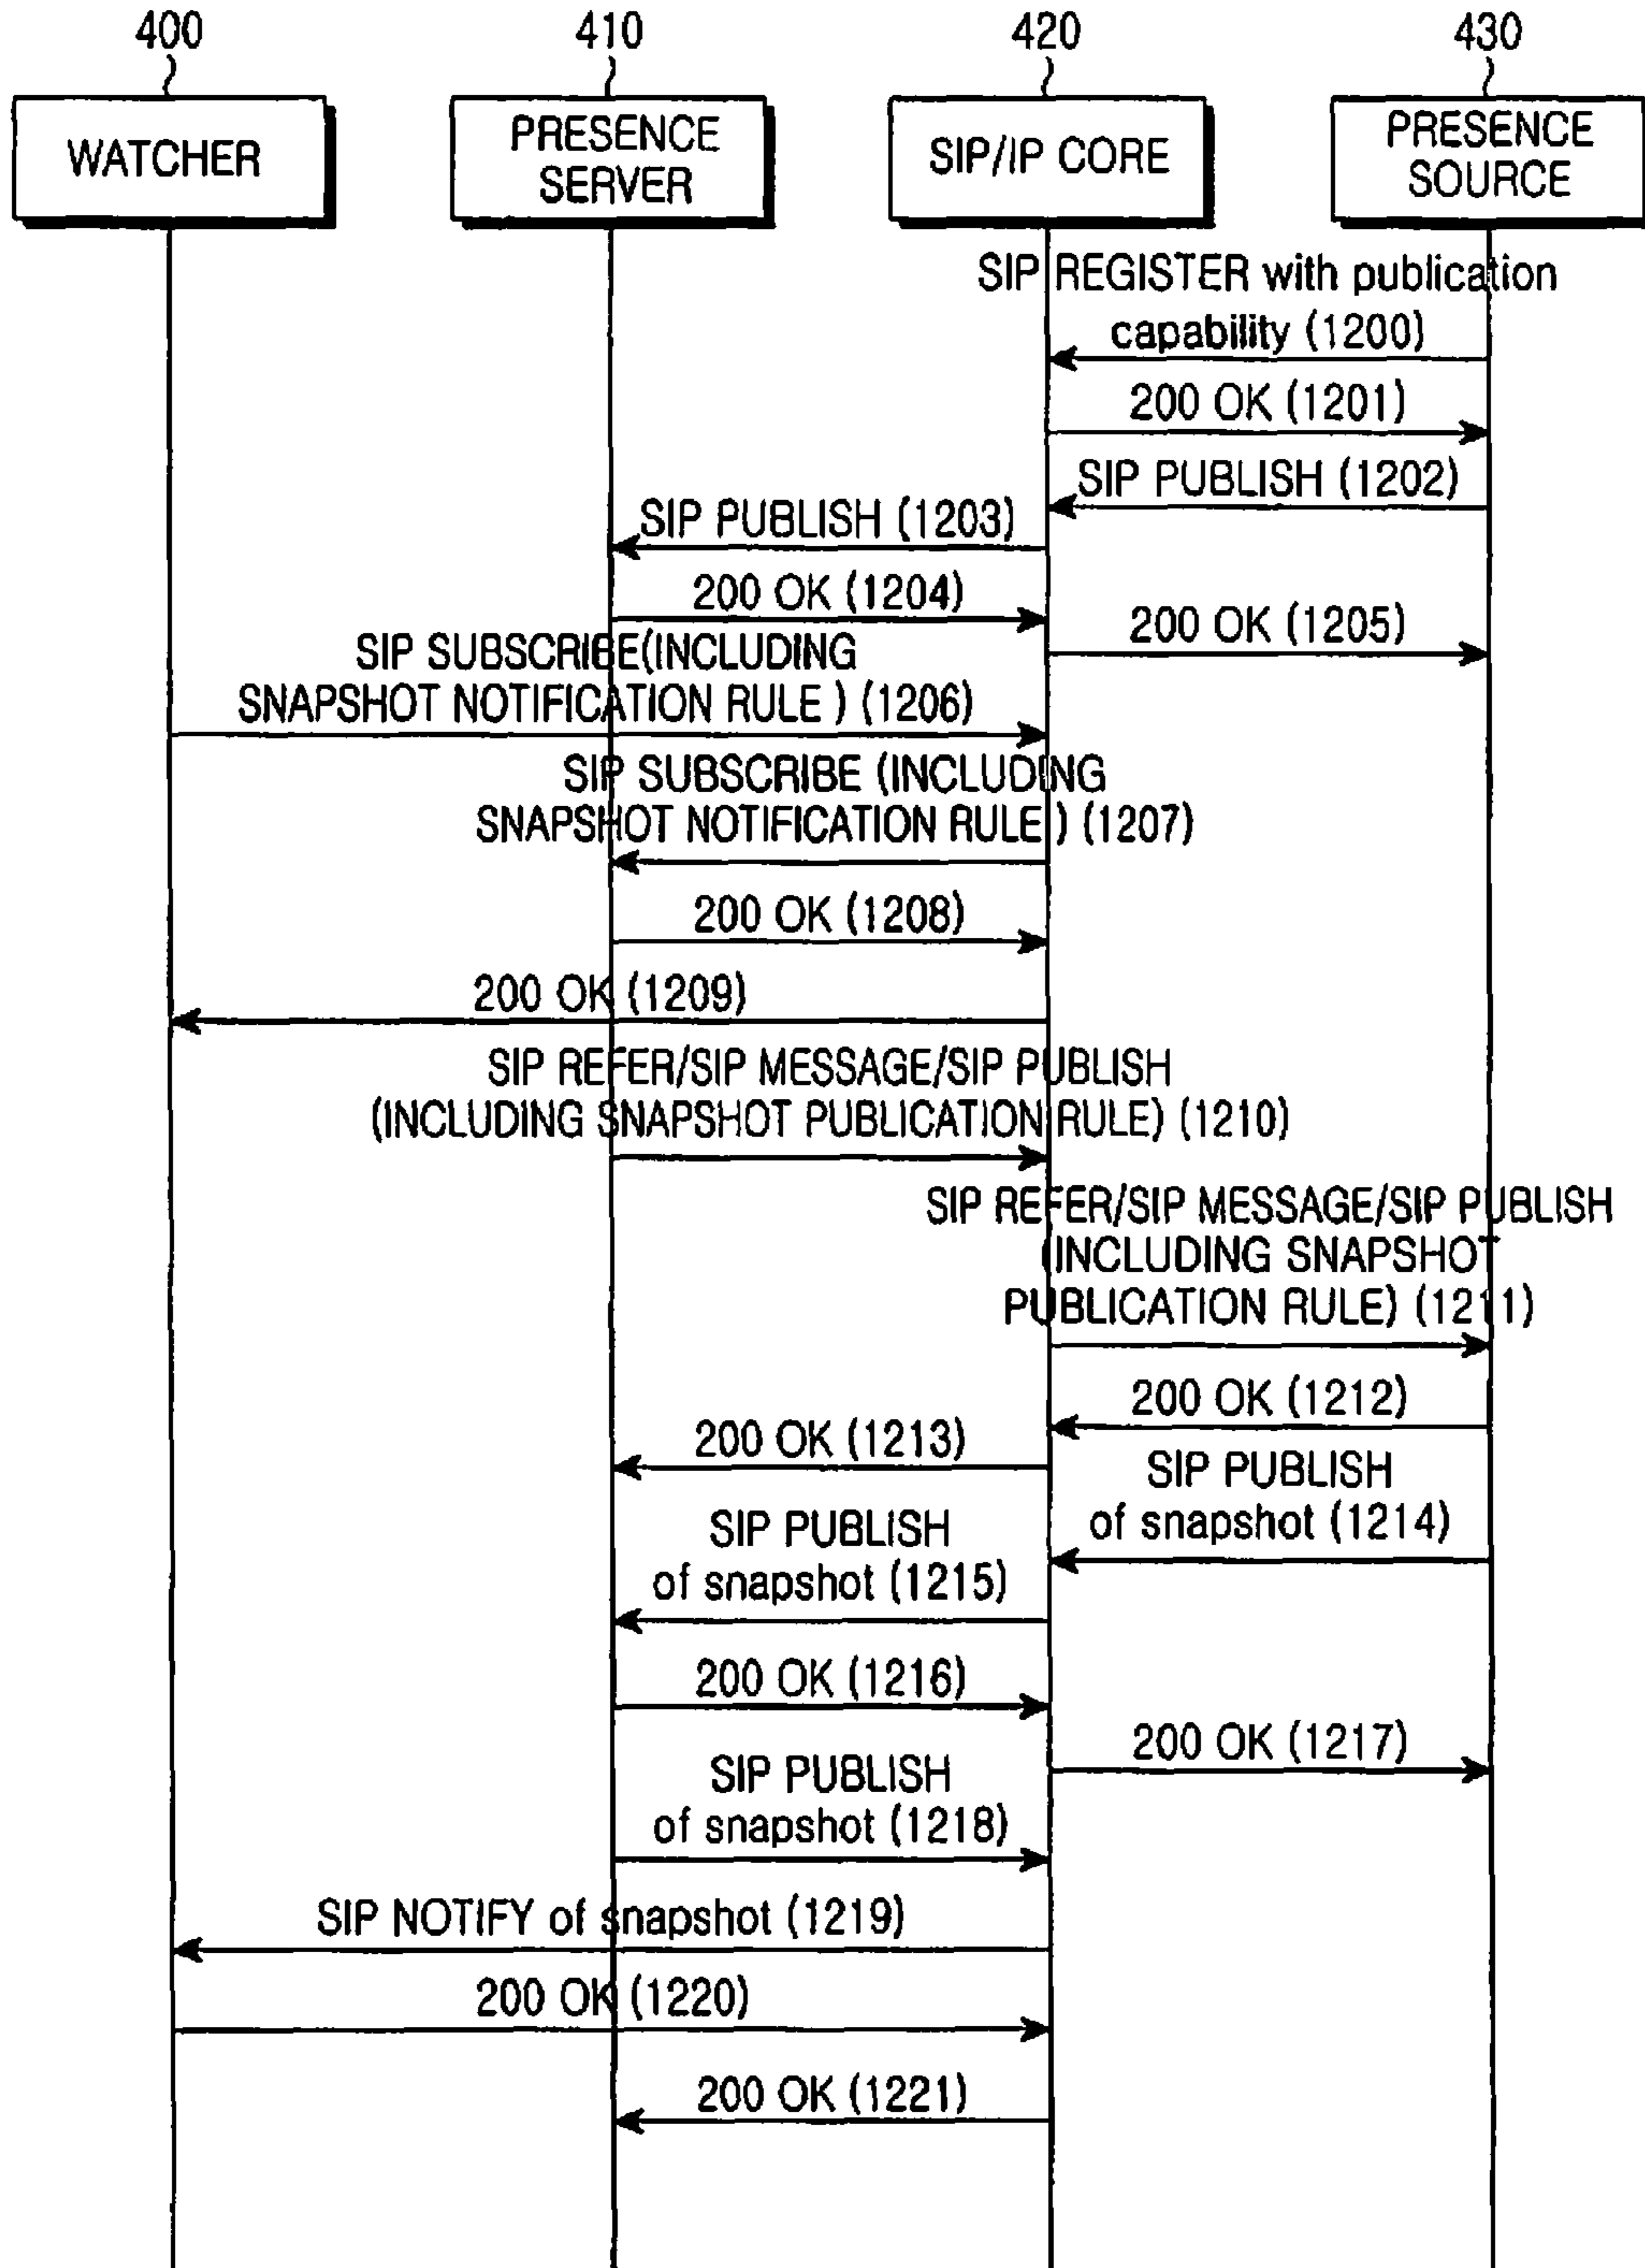 400
410
420
430
WATCHER
PRESENCE
SERVER
SIP/IP CORE
PRESENCE
SOURCE
SIP REGISTER with publication
capability (1200)
200 OK (1201)
SIP PUBLISH (1202)
SIP PUBLISH (1203)
200 OK (1204)
200 OK (1205)
SIP SUBSCRIBE(INCLUDING
SNAPSHOT NOTIFICATION RULE ) (1206)
SIP SUBSCRIBE (INCLUDING
SNAPSHOT NOTIFICATION RULE ) (1207)
200 OK (1208)
200 OK (1209)
SIP REFER/SIP MESSAGE/SIP PUBLISH
(INCLUDING SNAPSHOT PUBLICATION RULE) (1210)
SIP REFER/SIP MESSAGE/SIP PUBLISH
(INCLUDING SNAPSHOT
PUBLICATION RULE) (1211)
200 OK (1212)
200 OK (1213)
SIP PUBLISH
of snapshot (1214)
SIP PUBLISH
of snapshot (1215)
200 OK (1216)
200 OK (1217)
SIP PUBLISH
of snapshot (1218)
SIP NOTIFY of snapshot (1219)
200 OK (1220)
200 OK (1221)